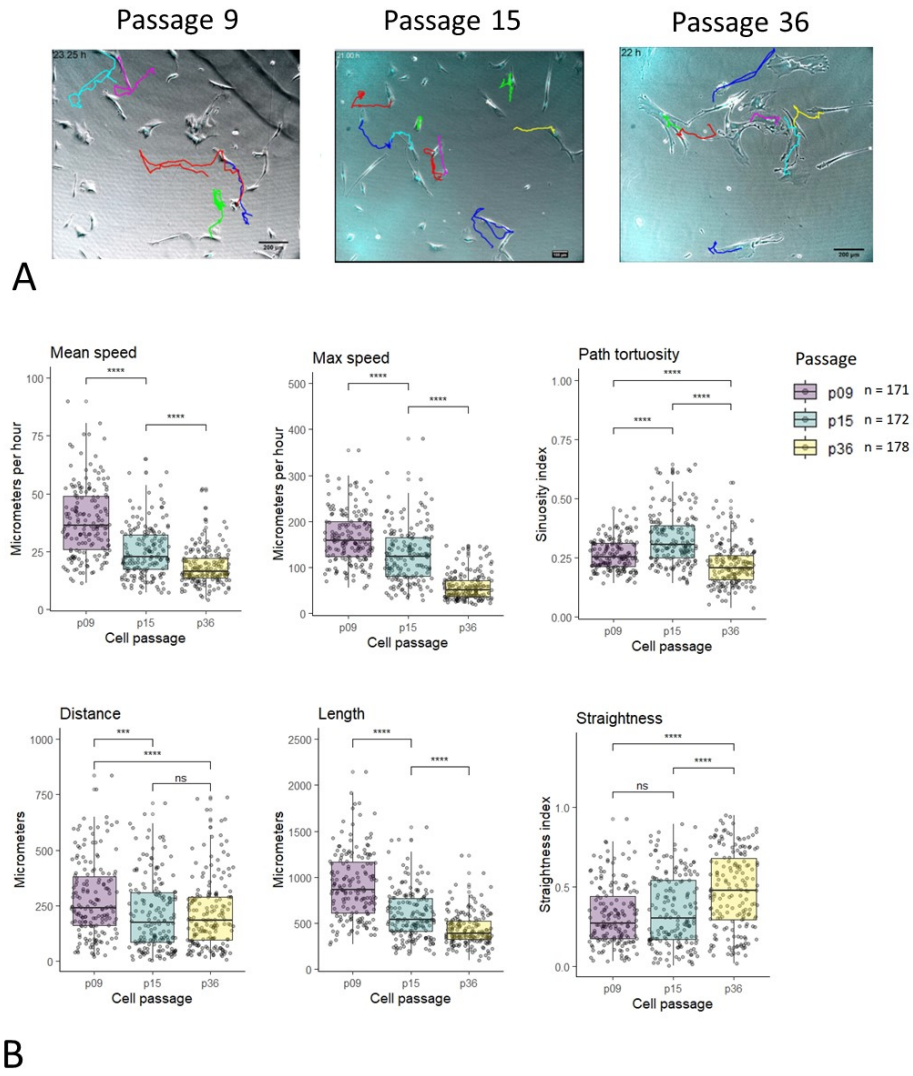 Passage 9
Passage 15
Passage 36
23.25 h
21.00 h
22 h
200 µm
200 µm
A
Mean speed
Micrometers per hour
100
75
50
25
0
****
****
p09 p15 p36
Cell passage
Max speed
Micrometers per hour
500
400
300
200
100
0
****
****
p09 p15 p36
Cell passage
Path tortuosity
Sinuosity index
1.00
0.75
0.50
0.25
0.00
****
****
****
p09 p15 p36
Cell passage
Passage
p09 n = 171
p15 n = 172
p36 n = 178
Distance
Micrometers
1000
750
500
250
0
***
****
ns
p09 p15 p36
Cell passage
Length
Micrometers
2500
2000
1500
1000
500
0
****
****
p09 p15 p36
Cell passage
Straightness
Straightness index
1.0
0.5
0.0
****
****
ns
p09 p15 p36
Cell passage
B